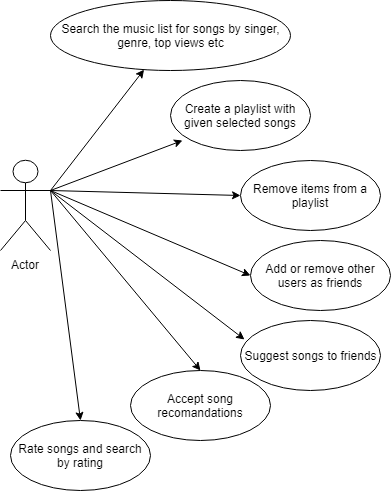 Search the music list for songs by singer,
genre, top views etc
Create a playlist with
given selected songs
Remove items from a
playlist
Actor
Add or remove other
users as friends
Suggest songs to friends
Accept song
recomandations
Rate songs and search
by rating